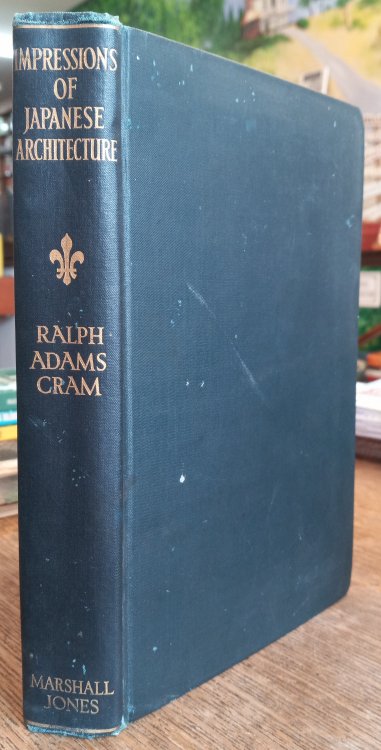 IMPRESSIONS
OF
JAPANESE
ARCHITECTURE
RALPH
ADAMS
CRAM
MARSHALL
JONES